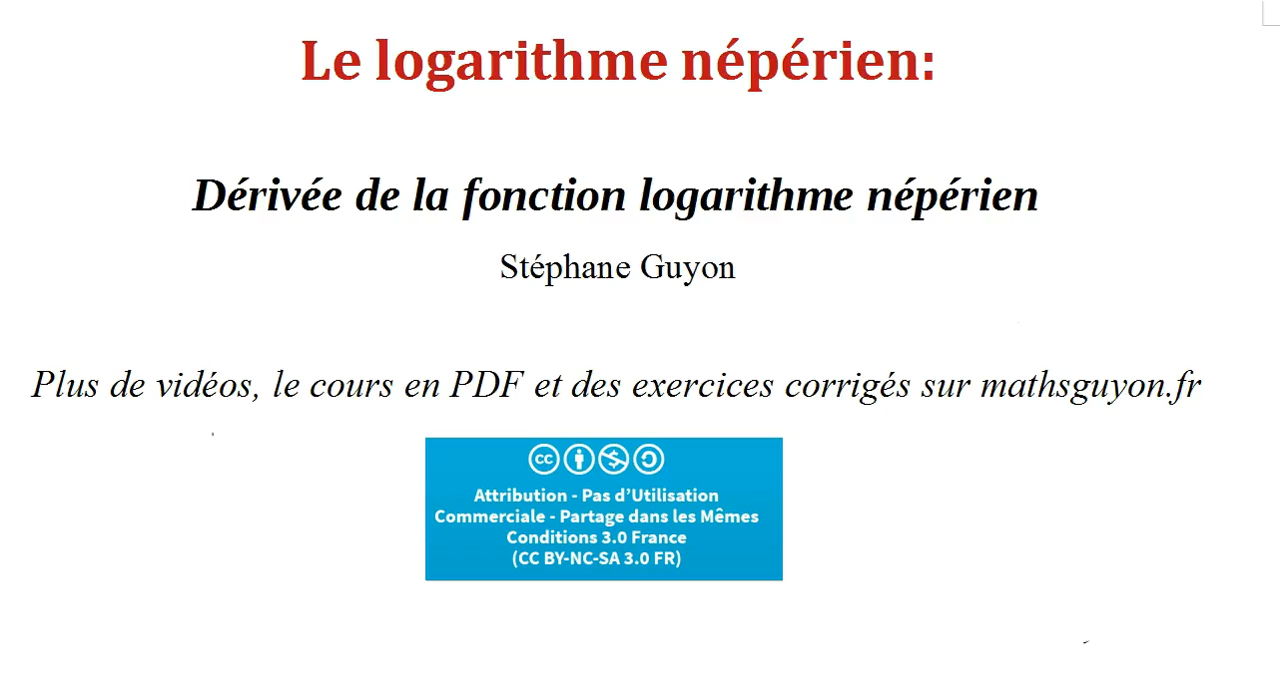 Le logarithme népérien:
Dérivée de la fonction logarithme népérien
Stéphane Guyon
Plus de vidéos, le cours en PDF et des exercices corrigés sur mathsguyon.fr
cc
Attribution - Pas d'Utilisation
Commerciale - Partage dans les Mêmes
Conditions 3.0 France
(CC BY-NC-SA 3.0 FR)